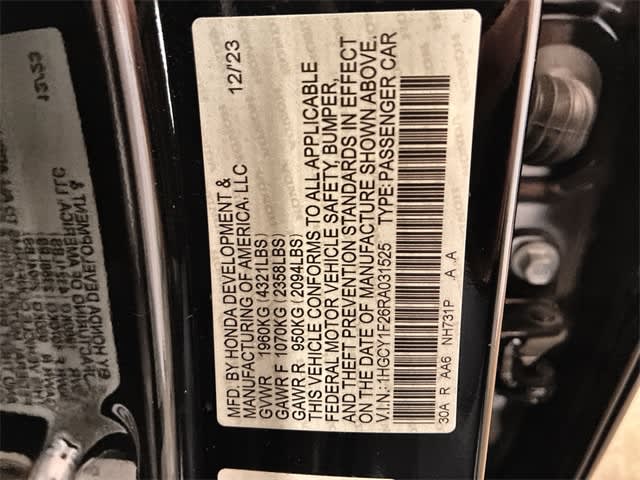 MFD. BY HONDA DEVELOPMENT & 12/'23
MANUFACTURING OF AMERICA, LLC
GVWR 1960KG (4321LBS)
GAWR F 1070KG (2358LBS)
GAWR R 950KG (2094LBS)
THIS VEHICLE CONFORMS TO ALL APPLICABLE
FEDERAL MOTOR VEHICLE SAFETY, BUMPER,
AND THEFT PREVENTION STANDARDS IN EFFECT
ON THE DATE OF MANUFACTURE SHOWN ABOVE.
V.I.N.:1HGCY1F26RA031525 TYPE:PASSENGER CAR
30A R AA6 NH731P A A